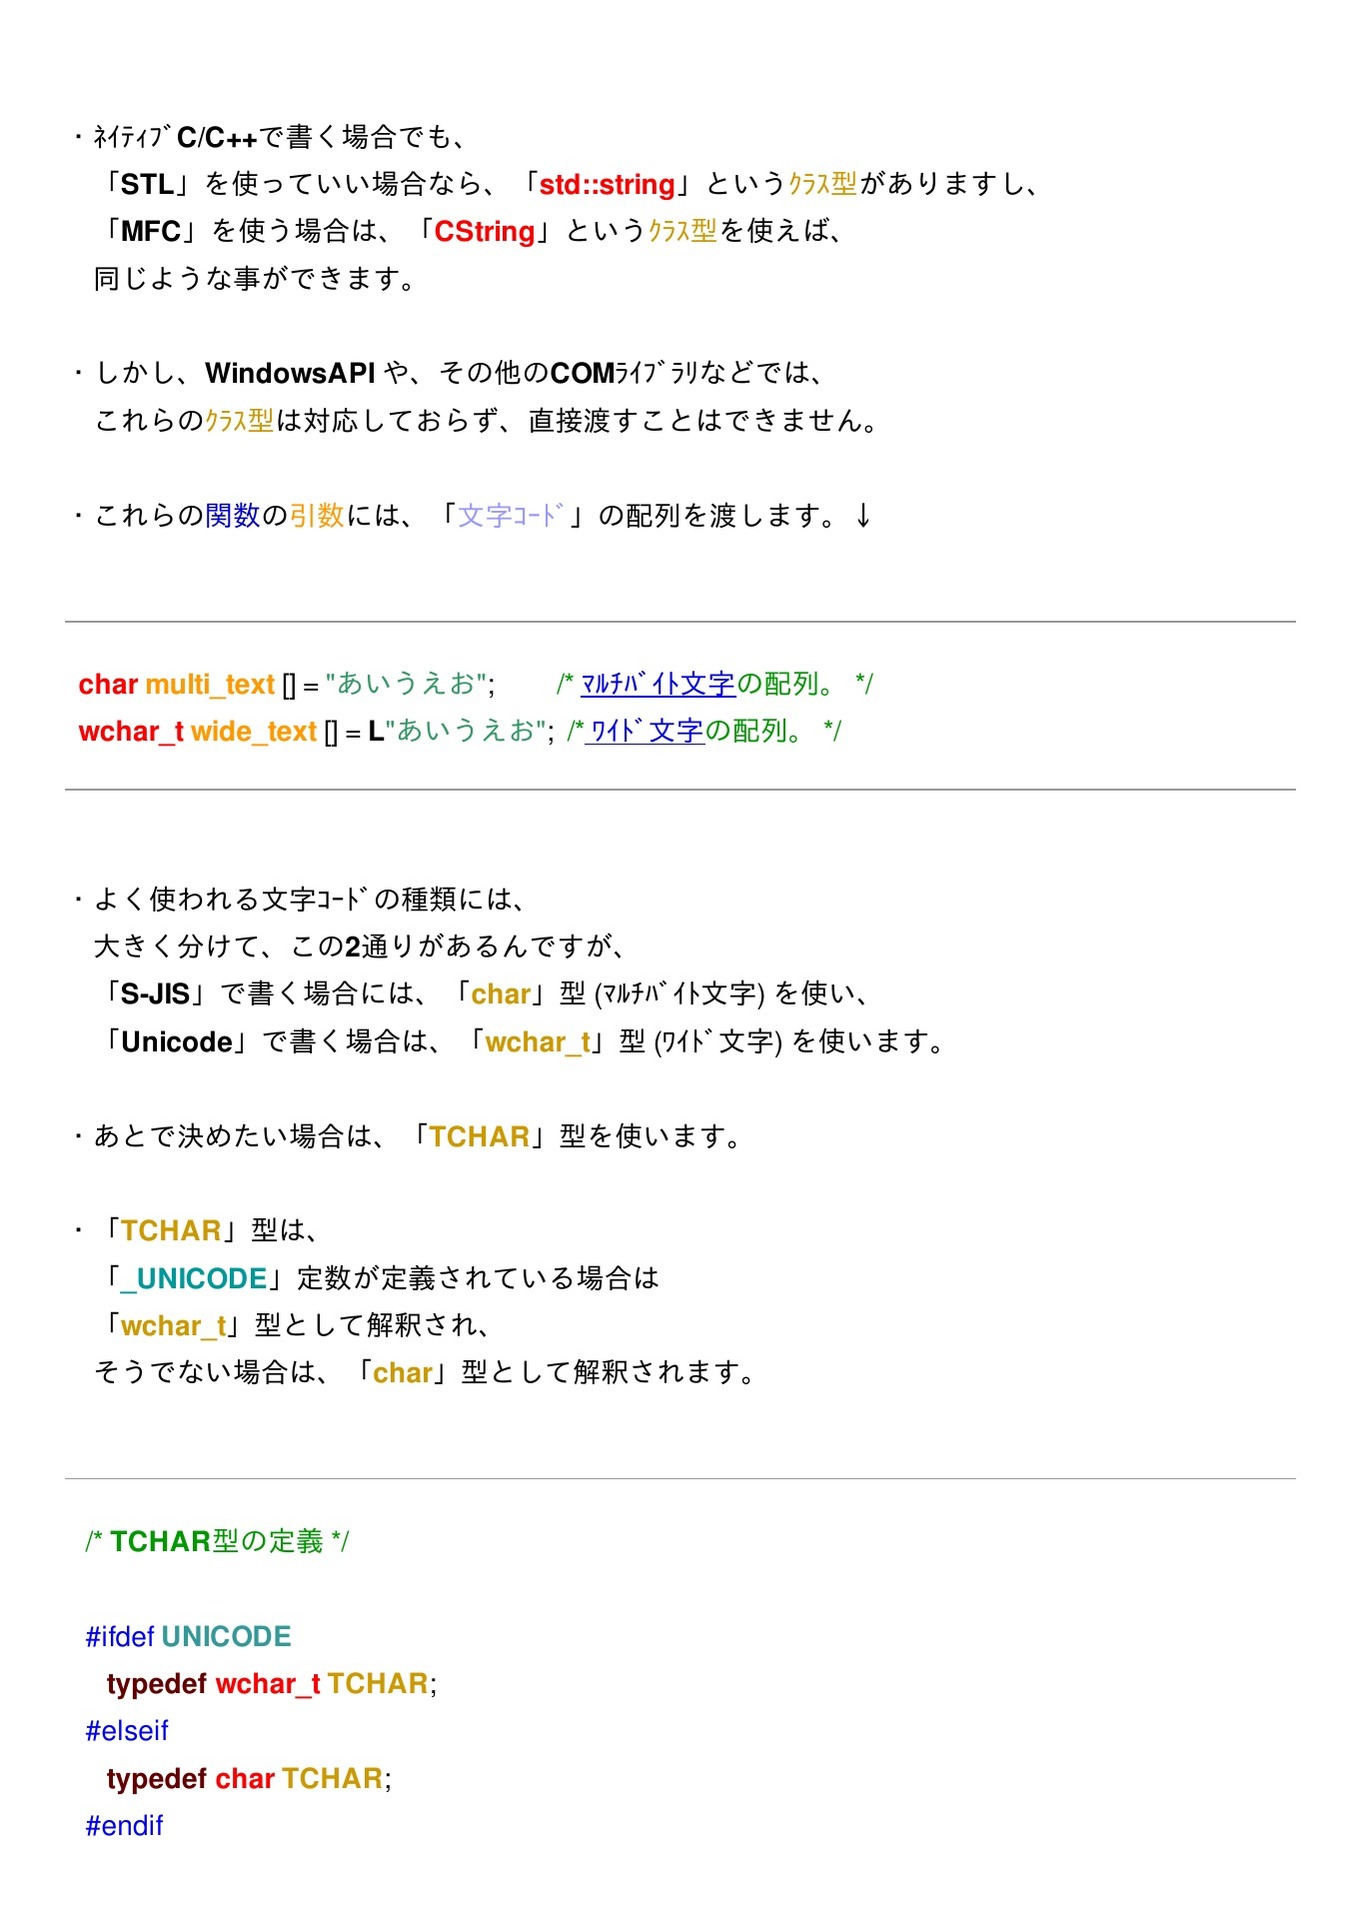 ・ﾈｲﾃｨﾌﾞC/C++で書く場合でも、
「STL」を使っていい場合なら、「std::string」というｸﾗｽ型がありますし、
「MFC」を使う場合は、「CString」というｸﾗｽ型を使えば、
同じような事ができます。
・しかし、WindowsAPI や、その他のCOMﾗｲﾌﾞﾗﾘなどでは、
これらのｸﾗｽ型は対応しておらず、直接渡すことはできません。
・これらの関数の引数には、「文字ｺｰﾄﾞ」の配列を渡します。↓
char multi_text [] = "あいうえお"; /* ﾏﾙﾁﾊﾞｲﾄ文字の配列。 */
wchar_t wide_text [] = L"あいうえお"; /* ﾜｲﾄﾞ文字の配列。 */
・よく使われる文字ｺｰﾄﾞの種類には、
大きく分けて、この2通りがあるんですが、
「S-JIS」で書く場合には、「char」型 (ﾏﾙﾁﾊﾞｲﾄ文字) を使い、
「Unicode」で書く場合は、「wchar_t」型 (ﾜｲﾄﾞ文字) を使います。
・あとで決めたい場合は、「TCHAR」型を使います。
・「TCHAR」型は、
「_UNICODE」定数が定義されている場合は
「wchar_t」型として解釈され、
そうでない場合は、「char」型として解釈されます。
/* TCHAR型の定義 */
#ifdef UNICODE
typedef wchar_t TCHAR;
#elseif
typedef char TCHAR;
#endif